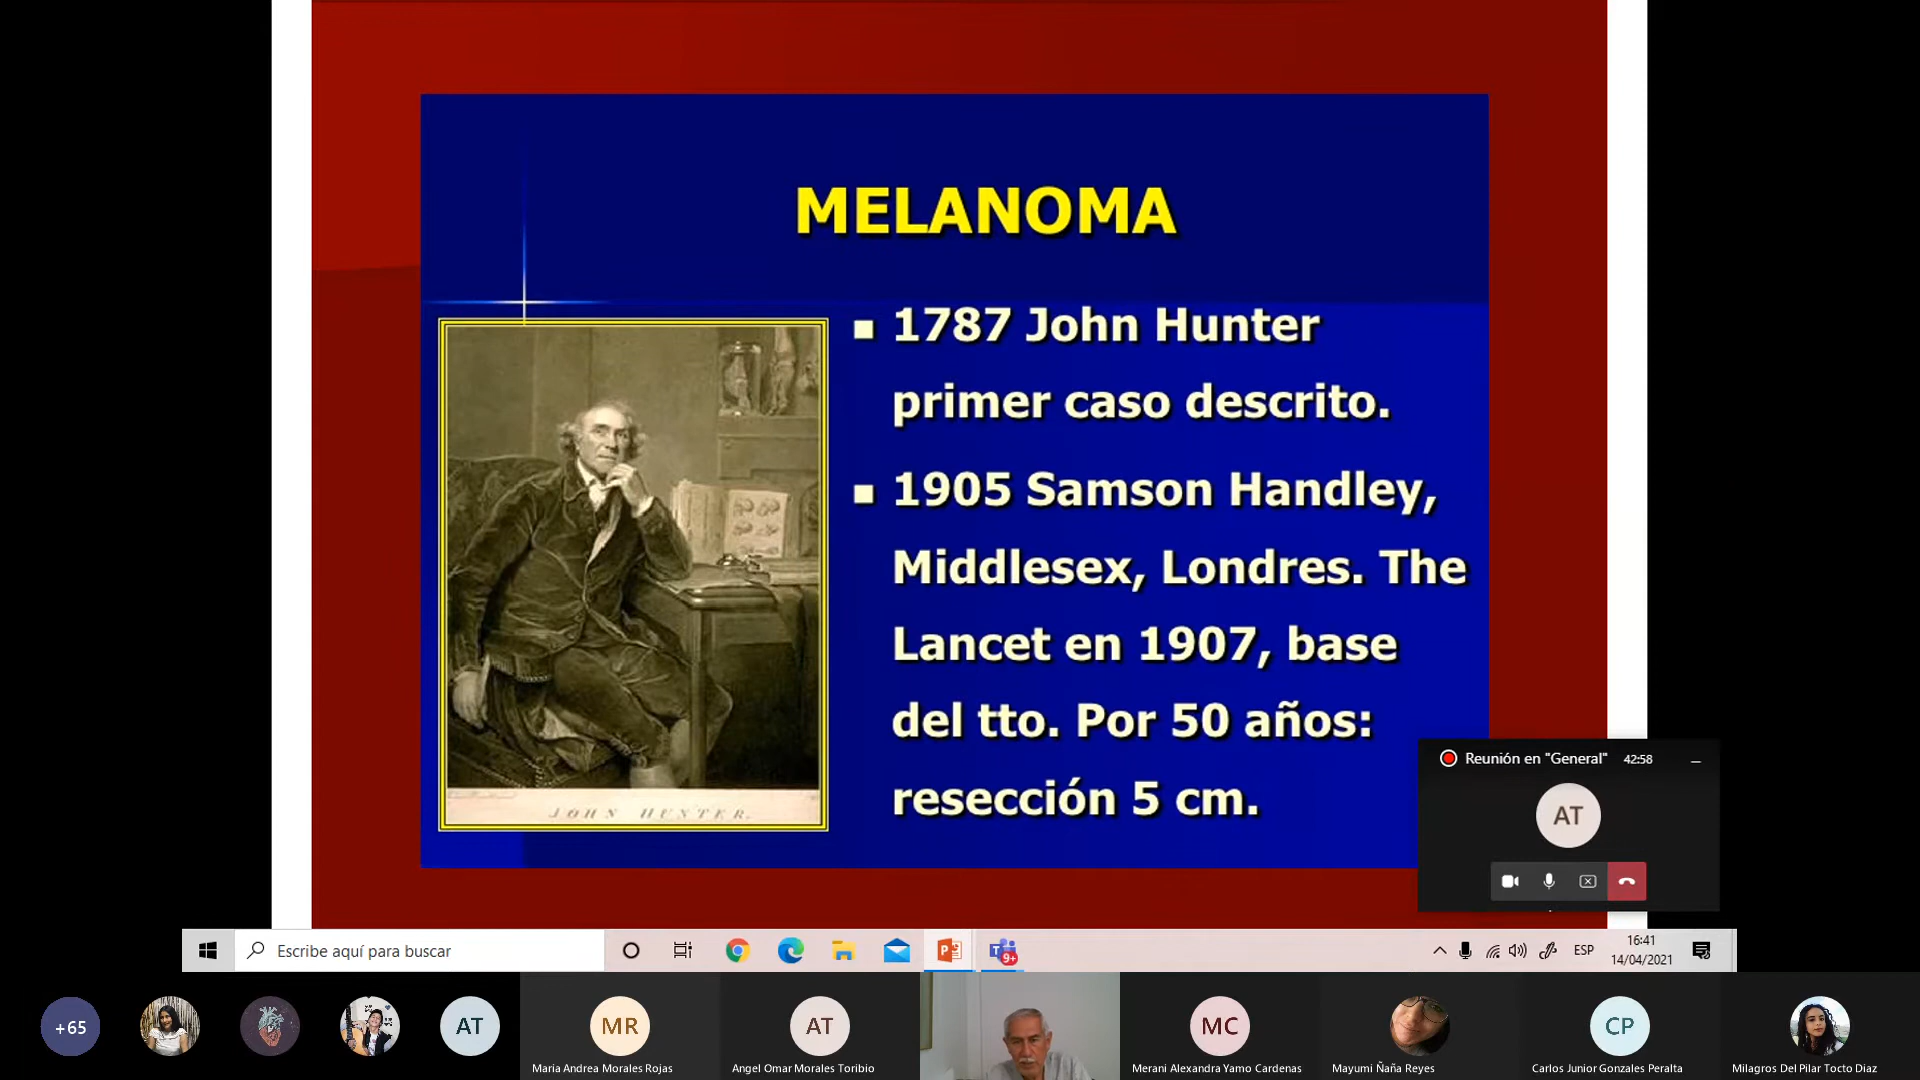 MELANOMA
▪ 1787 John Hunter
primer caso descrito.
▪ 1905 Samson Handley,
Middlesex, Londres. The
Lancet en 1907, base
del tto. Por 50 años:
resección 5 cm.
JOHN HUNTER.
Reunión en "General" 42:58
AT
Escribe aquí para buscar
9+
ESP
16:41
14/04/2021
+65
AT
MR
AT
MC
CP
Maria Andrea Morales Rojas
Angel Omar Morales Toribio
Merani Alexandra Yamo Cardenas
Mayumi Ñaña Reyes
Carlos Junior Gonzales Peralta
Milagros Del Pilar Tocto Diaz